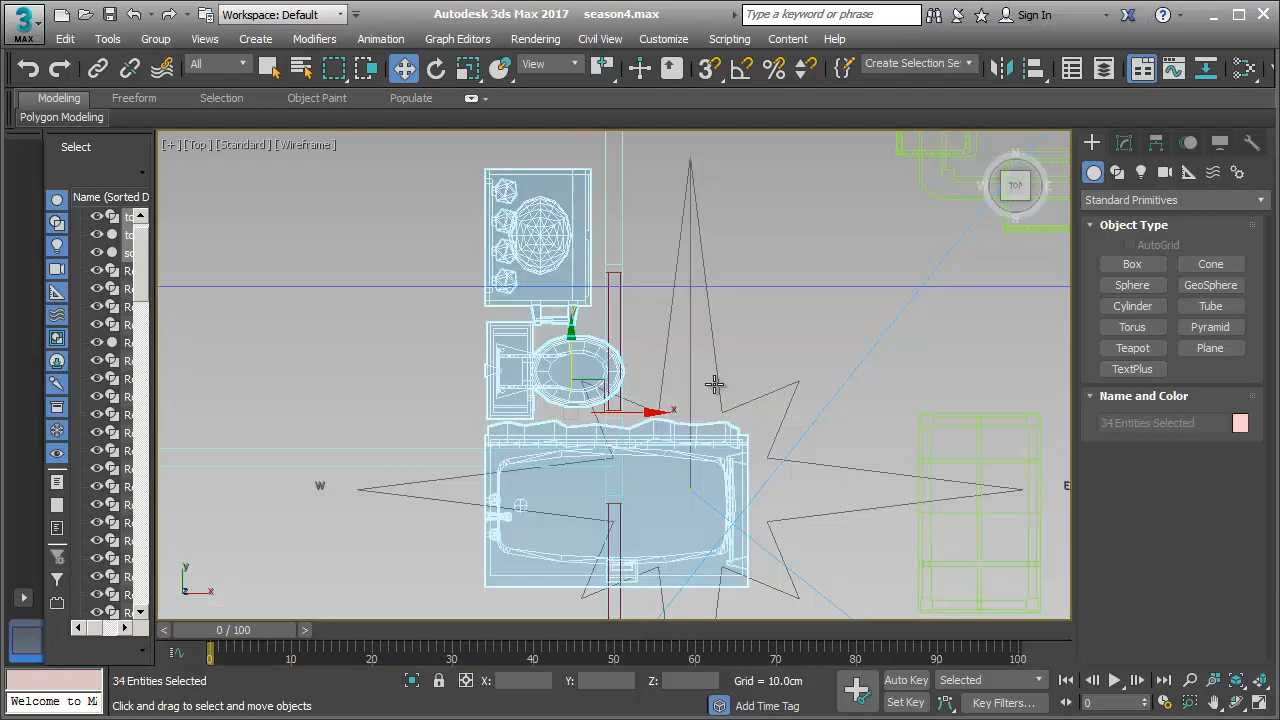 3
MAX
Workspace: Default
Autodesk 3ds Max 2017 season4.max
Type a keyword or phrase
Sign In
Edit Tools Group Views Create Modifiers Animation Graph Editors Rendering Civil View Customize Scripting Content Help
All
View
Create Selection Se
Modeling Freeform Selection Object Paint Populate
Polygon Modeling
Select
Name (Sorted D
[ + ] [ Top ] [ Standard ] [ Wireframe ]
N
W TOP E
S
Standard Primitives
Object Type
AutoGrid
Box Cone
Sphere GeoSphere
Cylinder Tube
Torus Pyramid
Teapot Plane
TextPlus
Name and Color
34 Entities Selected
x
W E
y
z x
0 / 100
0 10 20 30 40 50 60 70 80 90 100
34 Entities Selected X: Y: Z: Grid = 10.0cm
Auto Key Selected
Welcome to MA
Click and drag to select and move objects
Add Time Tag
Set Key Key Filters...
0